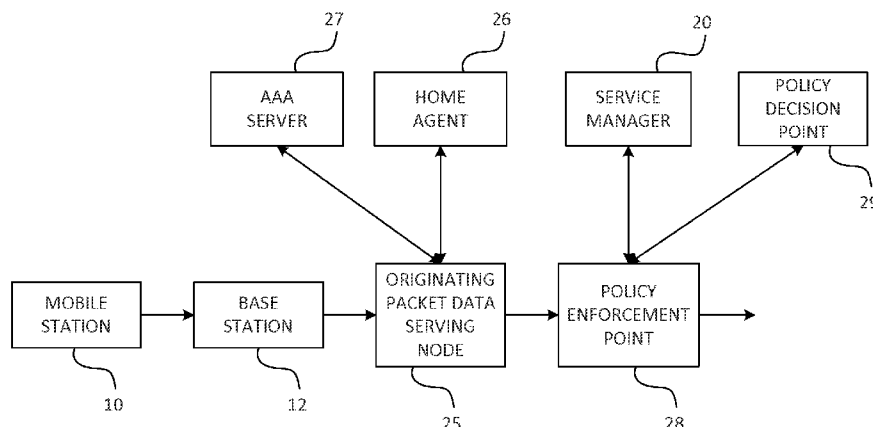 27
26
20
AAA
SERVER
HOME
AGENT
SERVICE
MANAGER
POLICY
DECISION
POINT
29
MOBILE
STATION
BASE
STATION
ORIGINATING
PACKET DATA
SERVING
NODE
POLICY
ENFORCEMENT
POINT
10
12
25
28